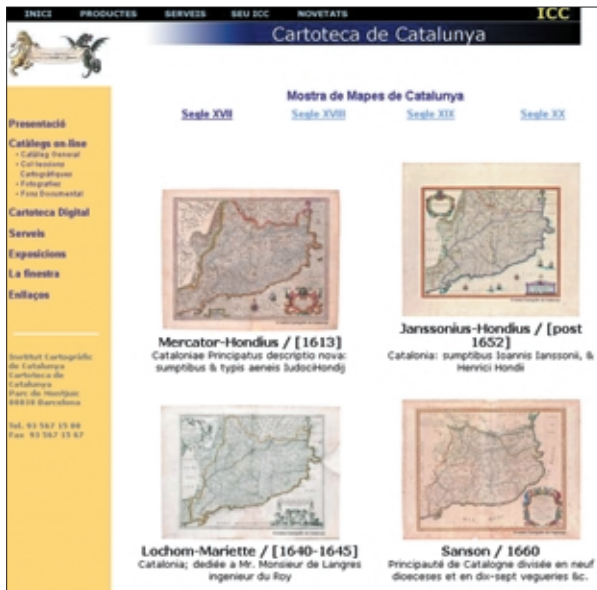 INICI PRODUCTES SERVEIS SEU ICC NOVETATS ICC
Cartoteca de Catalunya
Presentació
Catàlegs on-line
• Catàleg General
• Col·leccions
Cartogràfiques
• Fotografies
• Fons Documental
Cartoteca Digital
Serveis
Exposicions
La finestra
Enllaços
Institut Cartogràfic
de Catalunya
Cartoteca de
Catalunya
Parc de Montjuïc
08038 Barcelona
Tel. 93 567 15 00
Fax 93 567 15 67
Mostra de Mapes de Catalunya
Segle XVII Segle XVIII Segle XIX Segle XX
Mercator-Hondius / [1613]
Cataloniae Principatus descriptio nova:
sumptibus & typis aeneis IudociHondij
Janssonius-Hondius / [post
1652]
Catalonia: sumptibus Ioannis Ianssonii, &
Henrici Hondii
Lochom-Mariette / [1640-1645]
Catalonia; dediée a Mr. Monsieur de Langres
ingenieur du Roy
Sanson / 1660
Principauté de Catalogne divisée en neuf
dioeceses et en dix-sept vegueries &c.